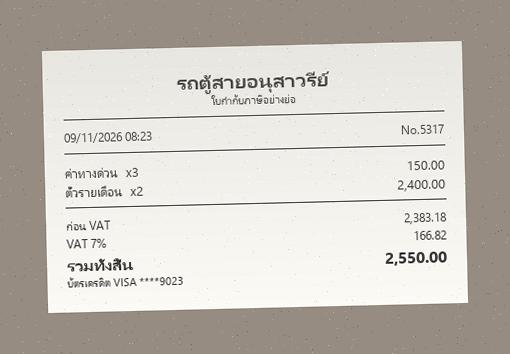 รถตู้สายอนุสาวรีย์
ใบกำกับภาษีอย่างย่อ
09/11/2026 08:23 No.5317
ค่าทางด่วน x3 150.00
ตั๋วรายเดือน x2 2,400.00
ก่อน VAT 2,383.18
VAT 7% 166.82
รวมทั้งสิ้น 2,550.00
บัตรเครดิต VISA ****9023